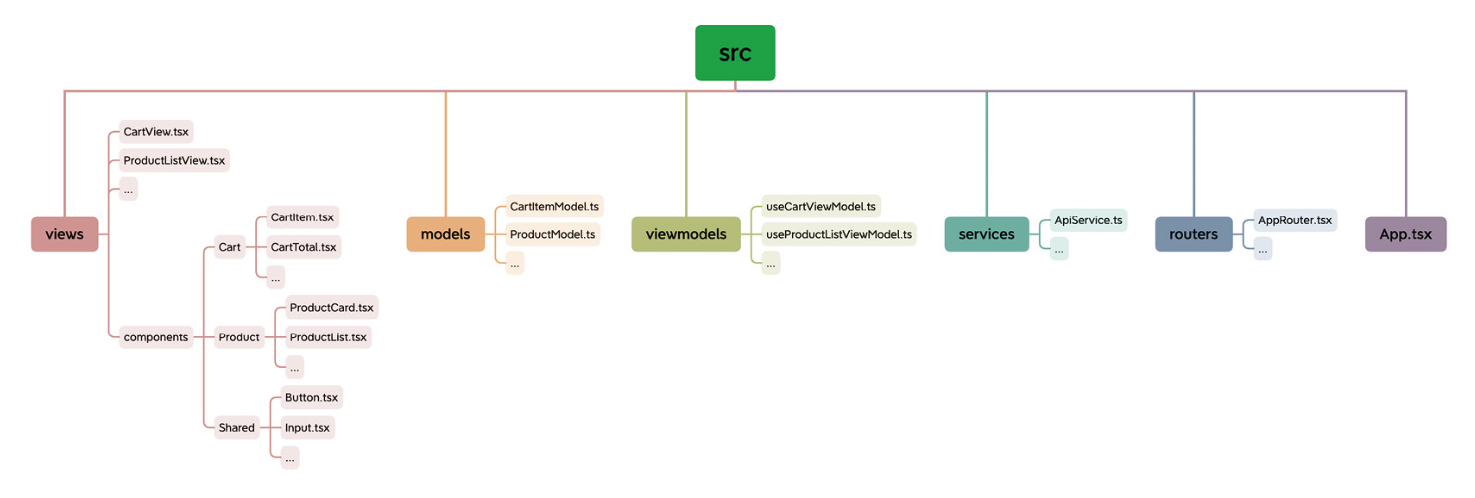 src
views
CartView.tsx
ProductListView.tsx
...
components
Cart
CartItem.tsx
CartTotal.tsx
...
Product
ProductCard.tsx
ProductList.tsx
...
Shared
Button.tsx
Input.tsx
...
models
CartItemModel.ts
ProductModel.ts
...
viewmodels
useCartViewModel.ts
useProductListViewModel.ts
...
services
ApiService.ts
...
routers
AppRouter.tsx
...
App.tsx